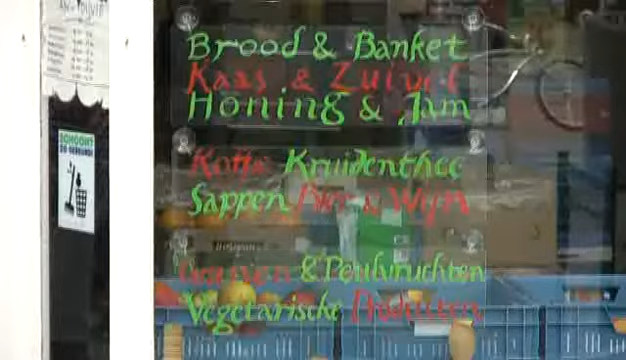 Brood & Banket
Kaas & Zuivel
Honing & Jam
Koffie Kruidenthee
Sappen Bier & Wijn
Granen & Peulvruchten
Vegetarische Producten